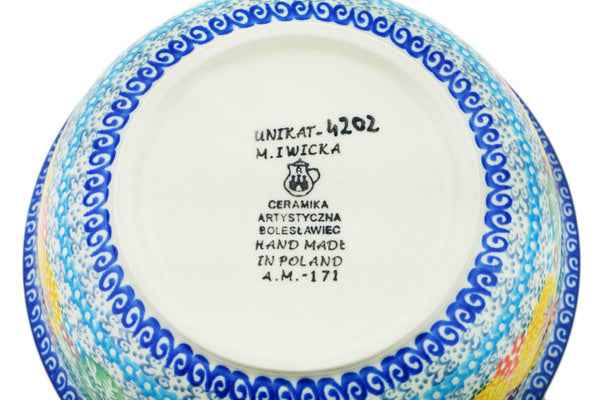 UNIKAT-4202
M.IWICKA
CERAMIKA
ARTYSTYCZNA
BOLESŁAWIEC
HAND MADE
IN POLAND
A.M.-171